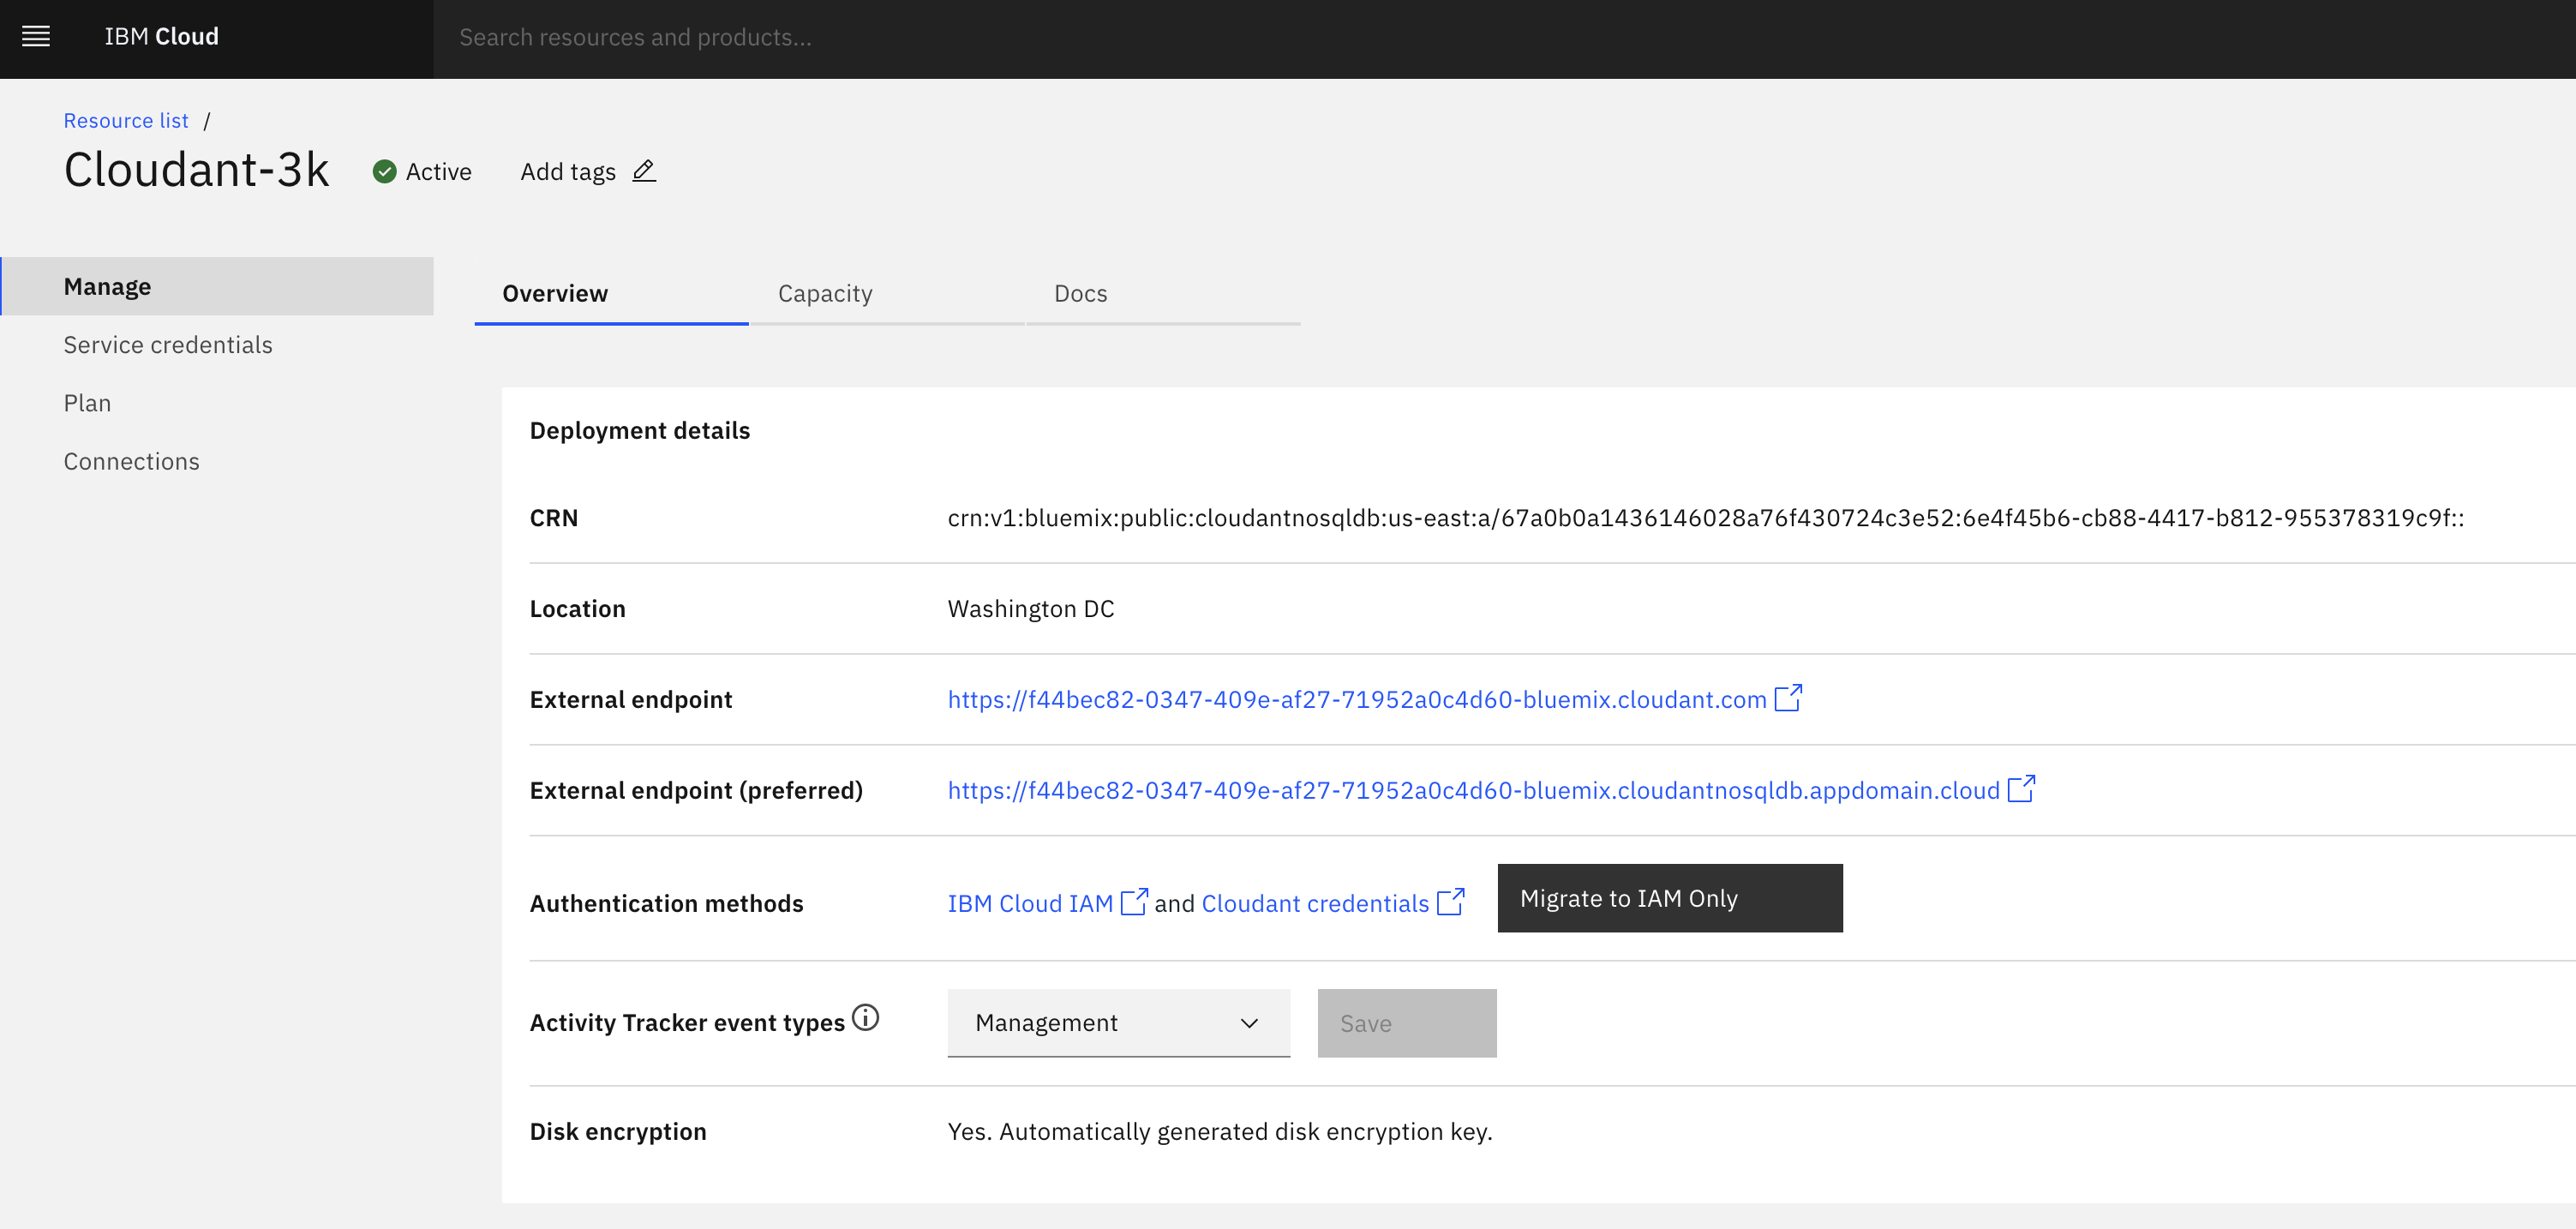 IBM Cloud
Search resources and products...
Resource list /
Cloudant-3k
Active
Add tags
Manage
Service credentials
Plan
Connections
Overview
Capacity
Docs
Deployment details
CRN
crn:v1:bluemix:public:cloudantnosqldb:us-east:a/67a0b0a1436146028a76f430724c3e52:6e4f45b6-cb88-4417-b812-955378319c9f::
Location
Washington DC
External endpoint
https://f44bec82-0347-409e-af27-71952a0c4d60-bluemix.cloudant.com
External endpoint (preferred)
https://f44bec82-0347-409e-af27-71952a0c4d60-bluemix.cloudantnosqldb.appdomain.cloud
Authentication methods
IBM Cloud IAM and Cloudant credentials
Migrate to IAM Only
Activity Tracker event types
Management
Save
Disk encryption
Yes. Automatically generated disk encryption key.